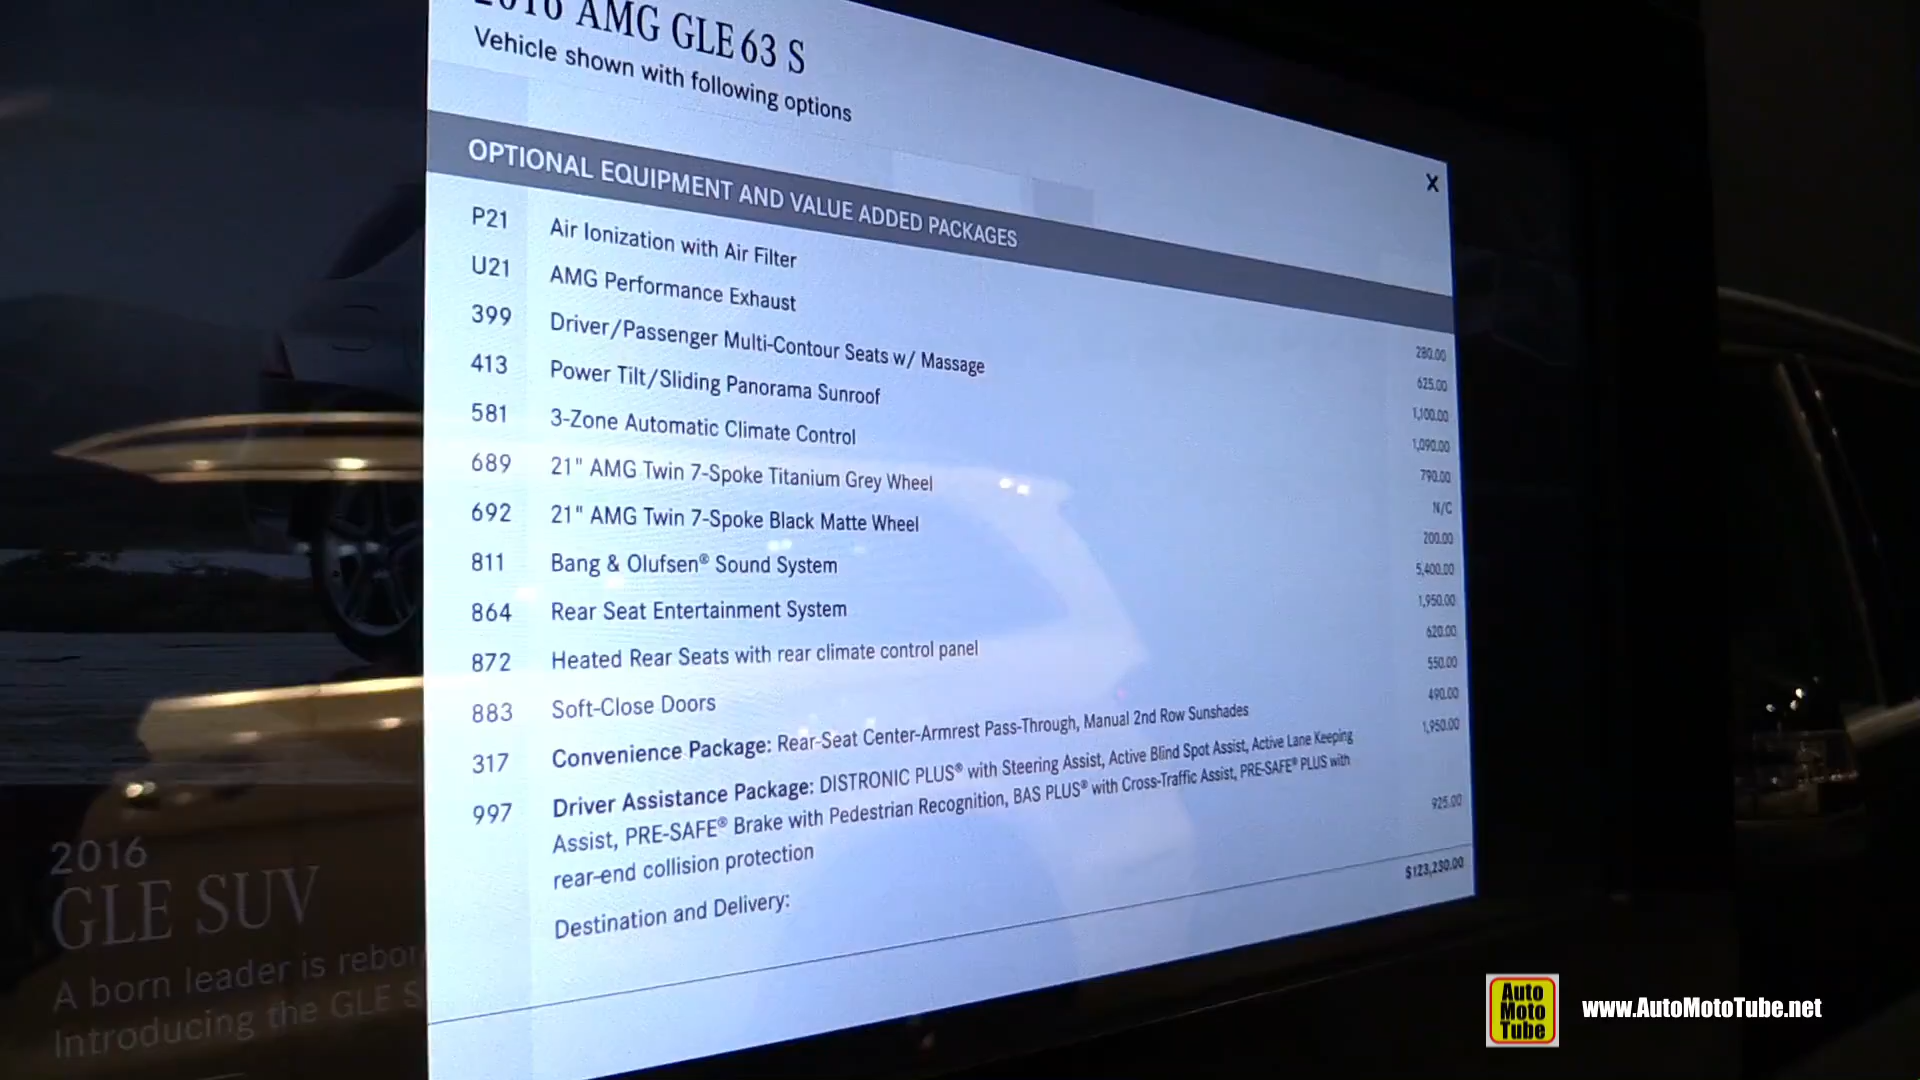 2016 AMG GLE 63 S
Vehicle shown with following options
X
OPTIONAL EQUIPMENT AND VALUE ADDED PACKAGES
P21 Air Ionization with Air Filter 280.00
U21 AMG Performance Exhaust 625.00
399 Driver/Passenger Multi-Contour Seats w/ Massage 1,100.00
413 Power Tilt/Sliding Panorama Sunroof 1,090.00
581 3-Zone Automatic Climate Control 790.00
689 21" AMG Twin 7-Spoke Titanium Grey Wheel N/C
692 21" AMG Twin 7-Spoke Black Matte Wheel 200.00
811 Bang & Olufsen® Sound System 5,400.00
864 Rear Seat Entertainment System 1,950.00
872 Heated Rear Seats with rear climate control panel 620.00
883 Soft-Close Doors 550.00
317 Convenience Package: Rear-Seat Center-Armrest Pass-Through, Manual 2nd Row Sunshades 490.00
997 Driver Assistance Package: DISTRONIC PLUS® with Steering Assist, Active Blind Spot Assist, Active Lane Keeping 1,950.00
Assist, PRE-SAFE® Brake with Pedestrian Recognition, BAS PLUS® with Cross-Traffic Assist, PRE-SAFE® PLUS with
rear-end collision protection
Destination and Delivery: 925.00
$123,230.00
2016
GLE SUV
A born leader is rebor
Introducing the GLE S
Auto
Moto
Tube
www.AutoMotoTube.net